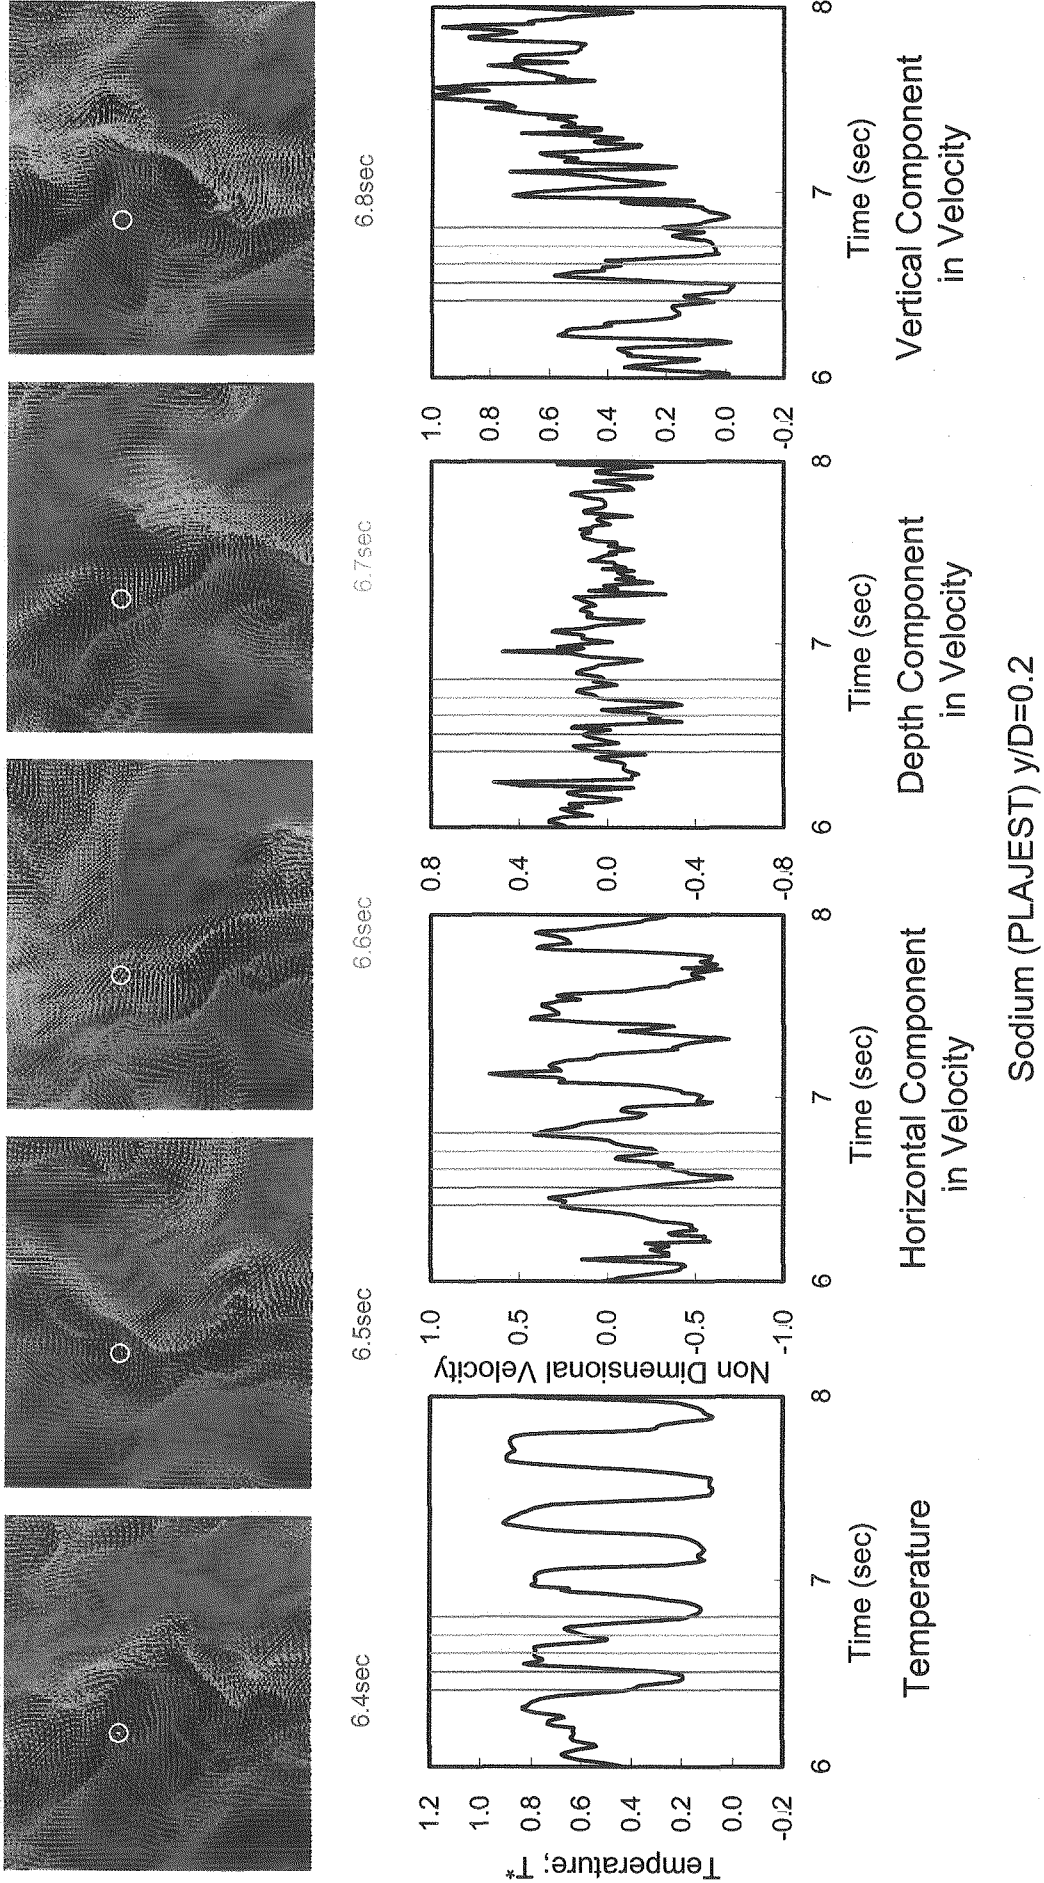 6.4sec
6.5sec
6.6sec
6.7sec
6.8sec
Temperature; T*
1.2
1.0
0.8
0.6
0.4
0.2
0.0
-0.2
6
7
8
Time (sec)
Temperature
Non Dimensional Velocity
1.0
0.5
0.0
-0.5
-1.0
6
7
8
Time (sec)
Horizontal Component
in Velocity
0.8
0.4
0.0
-0.4
-0.8
6
7
8
Time (sec)
Depth Component
in Velocity
1.0
0.8
0.6
0.4
0.2
0.0
-0.2
6
7
8
Time (sec)
Vertical Component
in Velocity
Sodium (PLAJEST) y/D=0.2